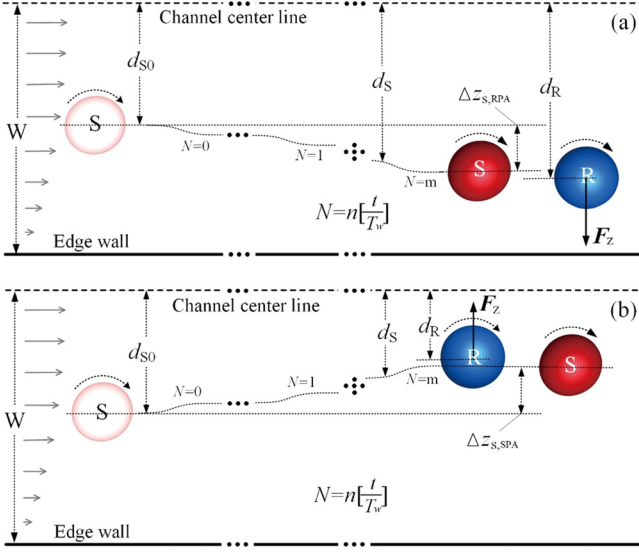 Channel center line
(a)
d_S0
d_S
d_R
Δz_S,RPA
W
S
N=0
N=1
N=m
S
R
N=n[t/T_w]
F_z
Edge wall
Channel center line
(b)
F_z
d_S0
d_S
d_R
R
S
N=0
N=1
N=m
W
S
Δz_S,SPA
N=n[t/T_w]
Edge wall